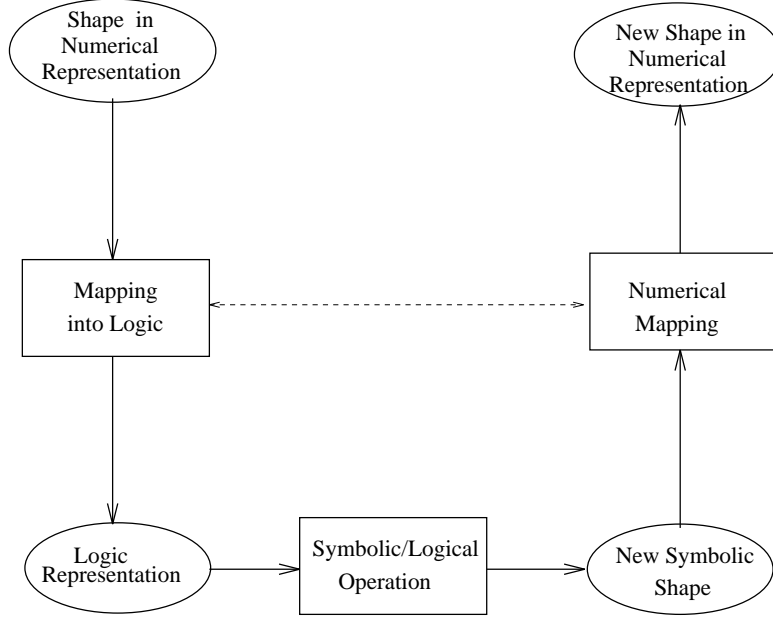 Shape in
Numerical
Representation
New Shape in
Numerical
Representation
Mapping
into Logic
Numerical
Mapping
Logic
Representation
Symbolic/Logical
Operation
New Symbolic
Shape